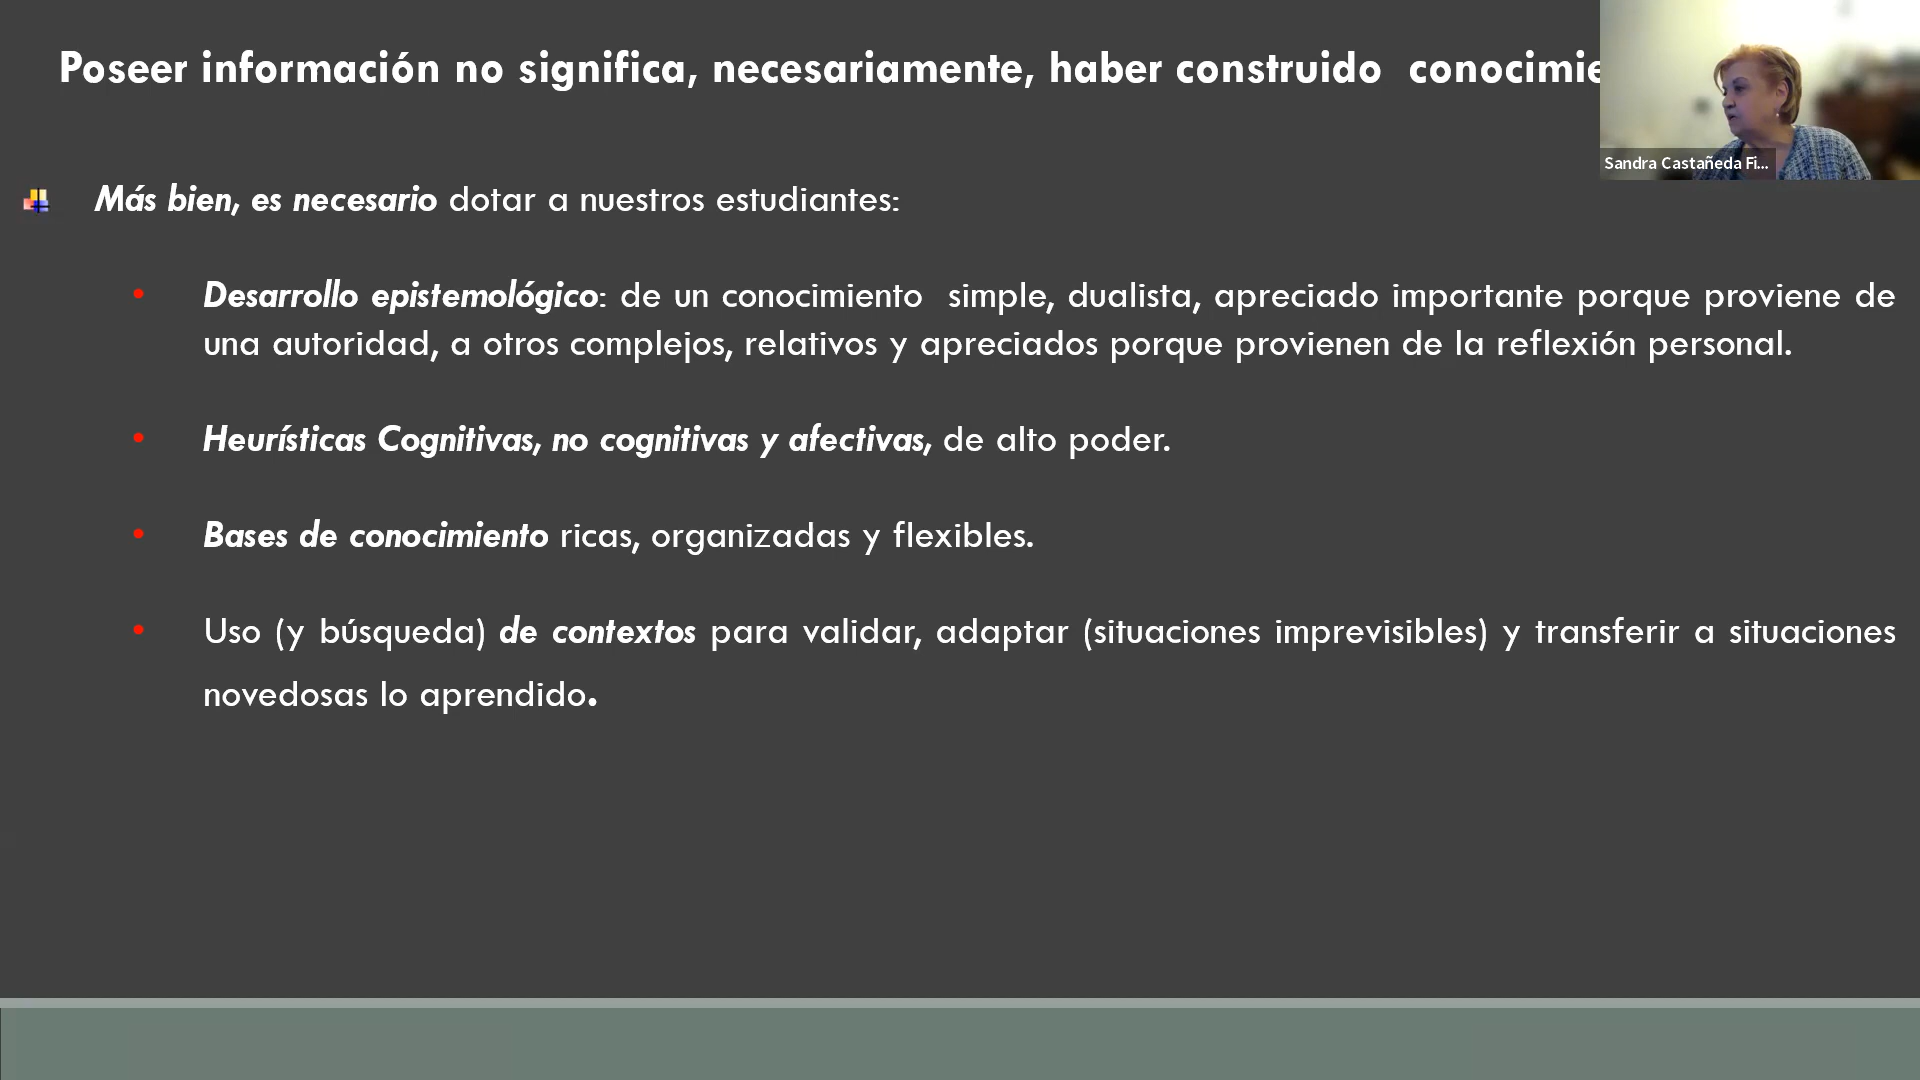 Poseer información no significa, necesariamente, haber construido conocimie
Sandra Castañeda Fi...
Más bien, es necesario dotar a nuestros estudiantes:
• Desarrollo epistemológico: de un conocimiento simple, dualista, apreciado importante porque proviene de
una autoridad, a otros complejos, relativos y apreciados porque provienen de la reflexión personal.
• Heurísticas Cognitivas, no cognitivas y afectivas, de alto poder.
• Bases de conocimiento ricas, organizadas y flexibles.
• Uso (y búsqueda) de contextos para validar, adaptar (situaciones imprevisibles) y transferir a situaciones
novedosas lo aprendido.